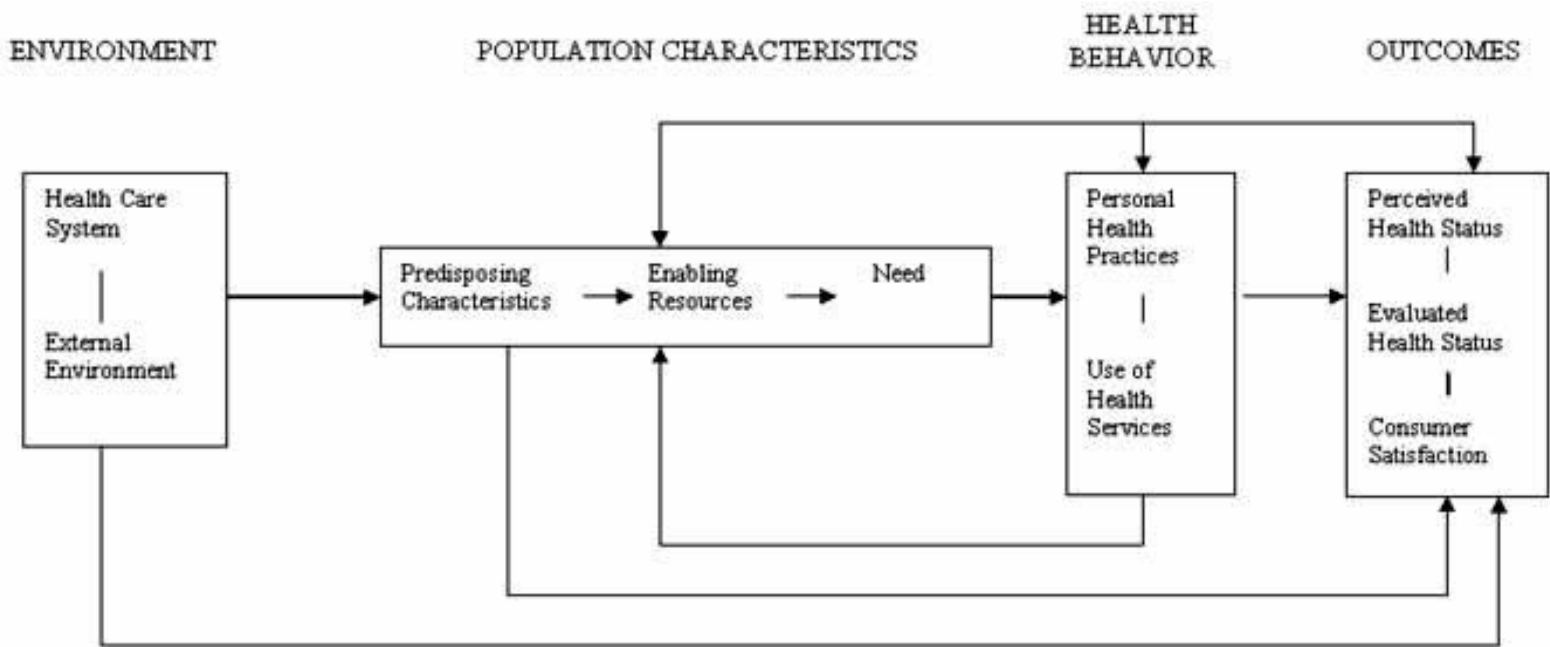 ENVIRONMENT
POPULATION CHARACTERISTICS
HEALTH
BEHAVIOR
OUTCOMES
Health Care
System
External
Environment
Predisposing
Characteristics
Enabling
Resources
Need
Personal
Health
Practices
Use of
Health
Services
Perceived
Health Status
Evaluated
Health Status
Consumer
Satisfaction